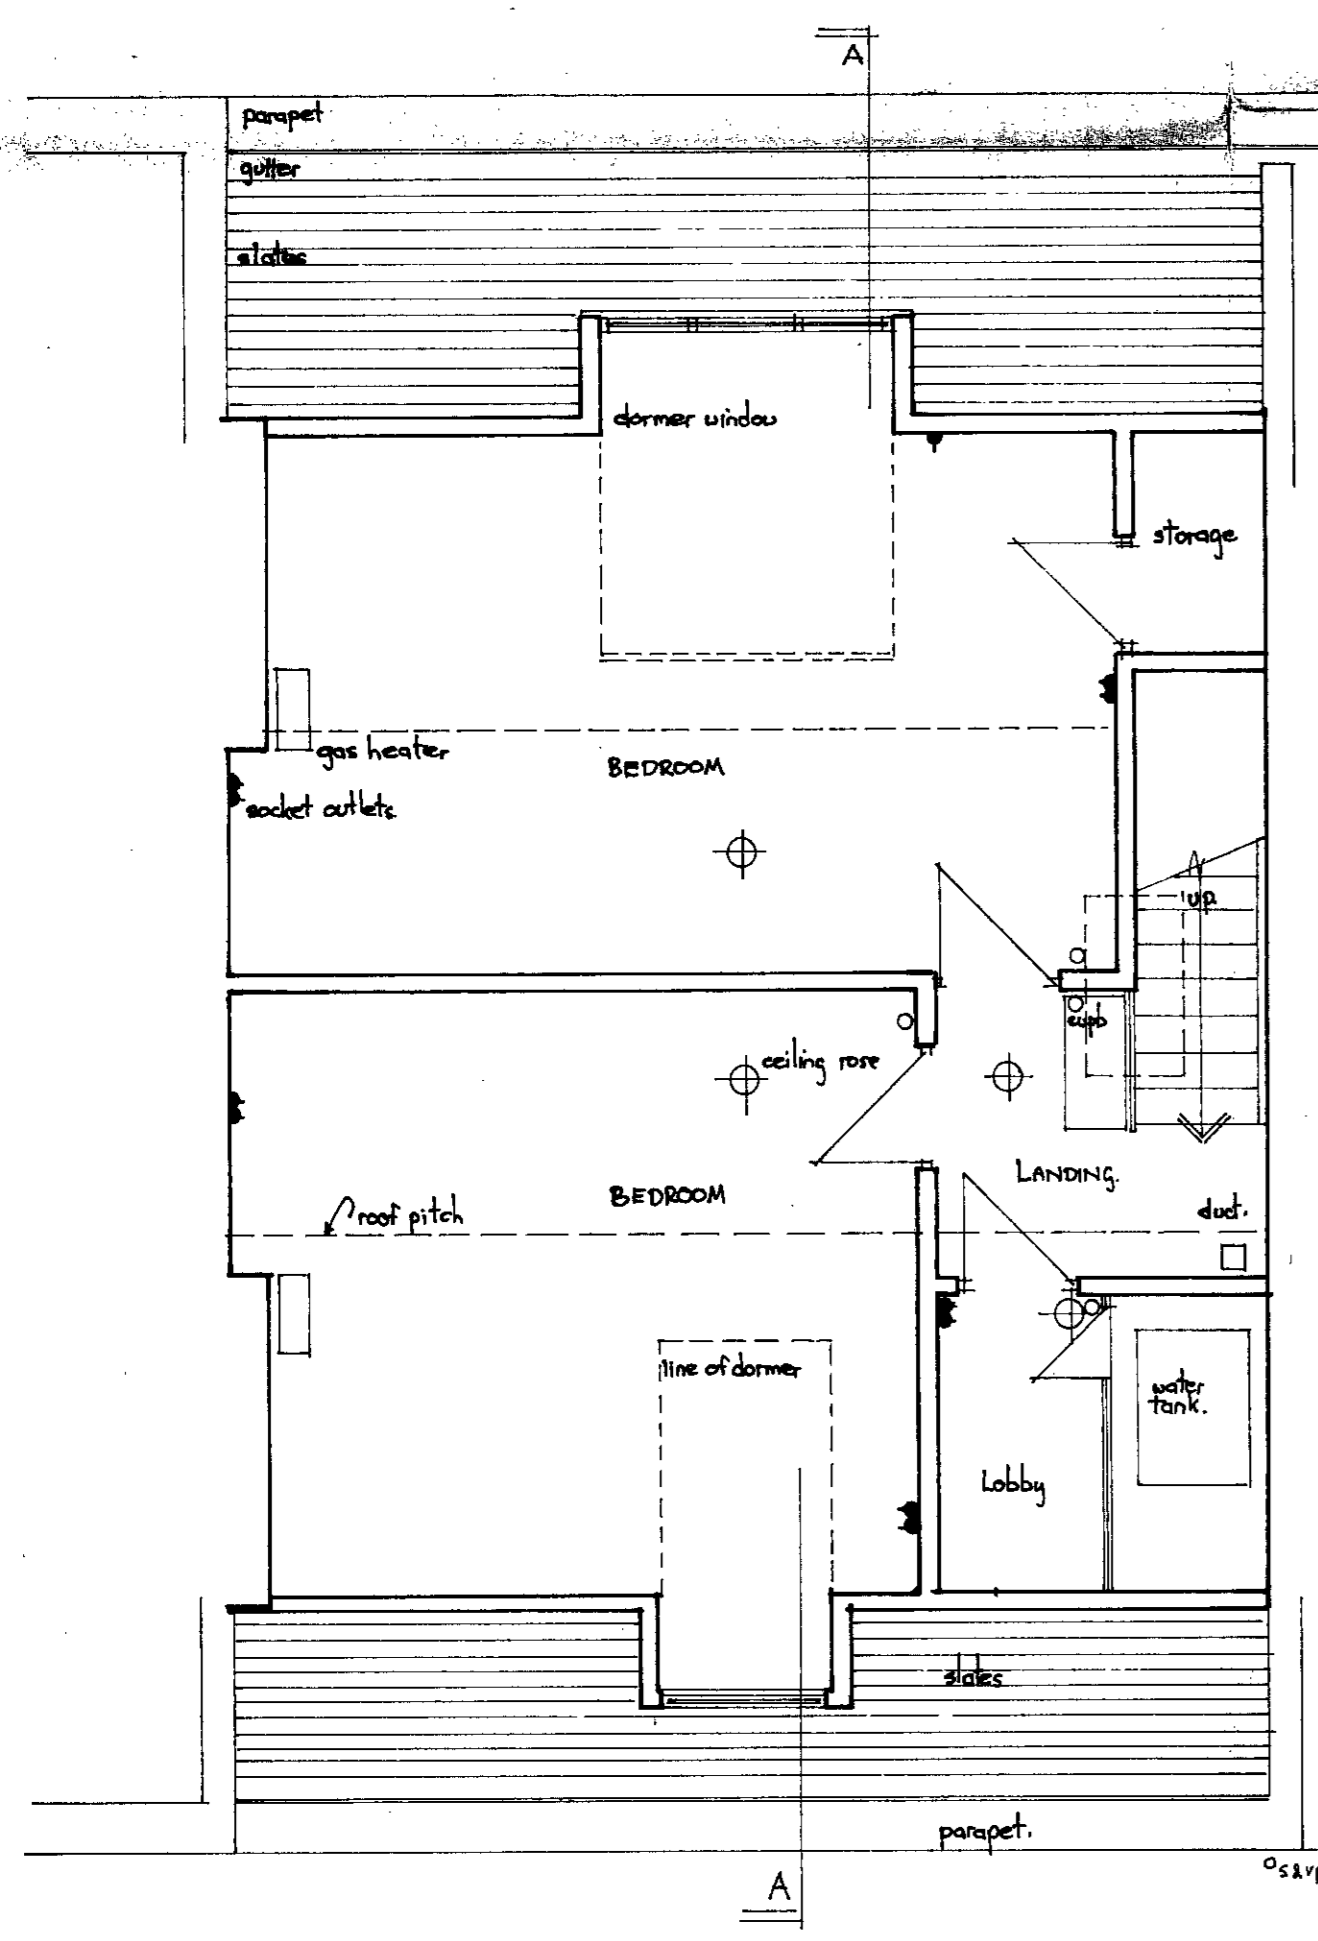 A
parapet
gutter
slates
dormer window
storage
gas heater
BEDROOM
socket outlets
up
cupb
ceiling rose
LANDING.
BEDROOM
roof pitch
duct.
line of dormer
water
tank.
Lobby
slates
parapet.
A